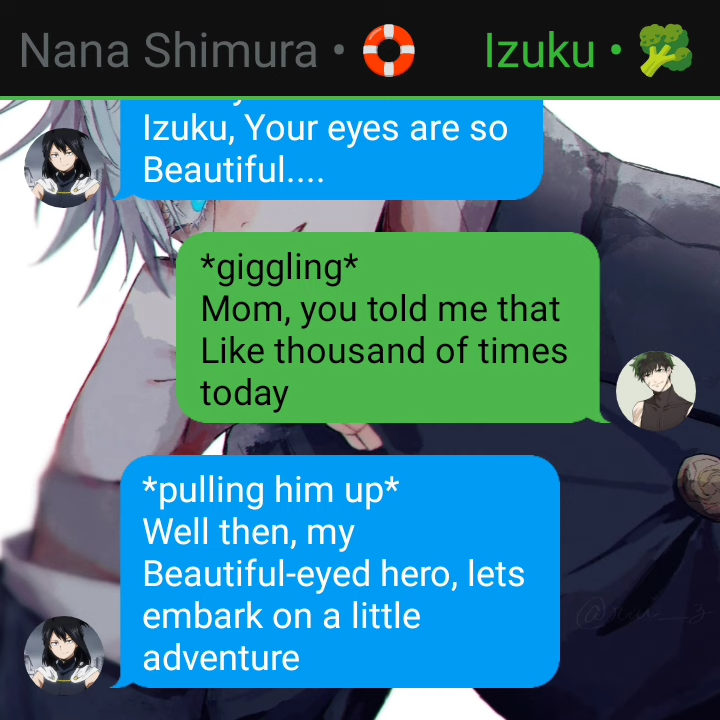 Nana Shimura • 🛟 Izuku • 🥦
Izuku, Your eyes are so
Beautiful....
*giggling*
Mom, you told me that
Like thousand of times
today
*pulling him up*
Well then, my
Beautiful-eyed hero, lets
embark on a little
adventure